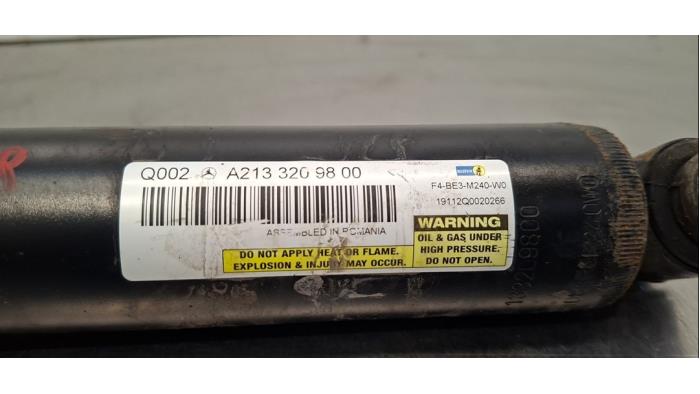 Q002 A213 320 98 00
F4-BE3-M240-W0
19112Q0020266
ASSEMBLED IN ROMANIA
WARNING
OIL & GAS UNDER
HIGH PRESSURE.
DO NOT OPEN.
DO NOT APPLY HEAT OR FLAME.
EXPLOSION & INJURY MAY OCCUR.